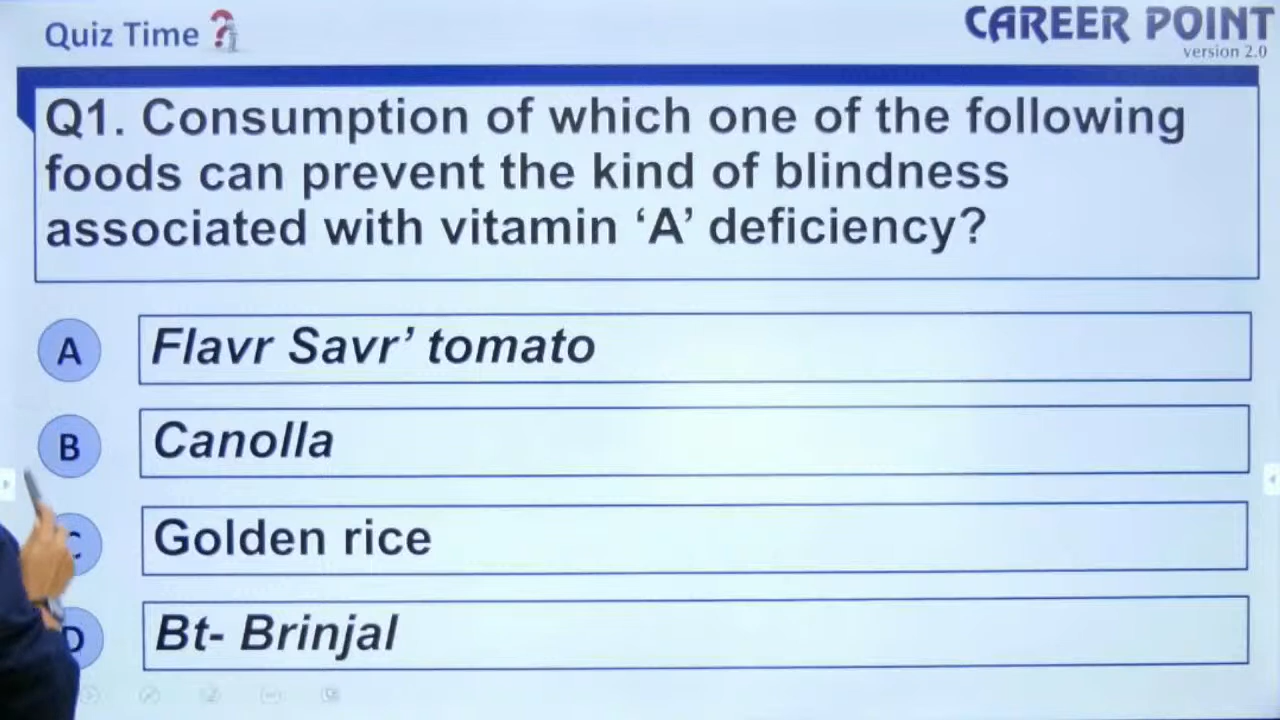 Quiz Time ?
CAREER POINT
version 2.0
Q1. Consumption of which one of the following
foods can prevent the kind of blindness
associated with vitamin ‘A’ deficiency?
A Flavr Savr’ tomato
B Canolla
C Golden rice
D Bt- Brinjal